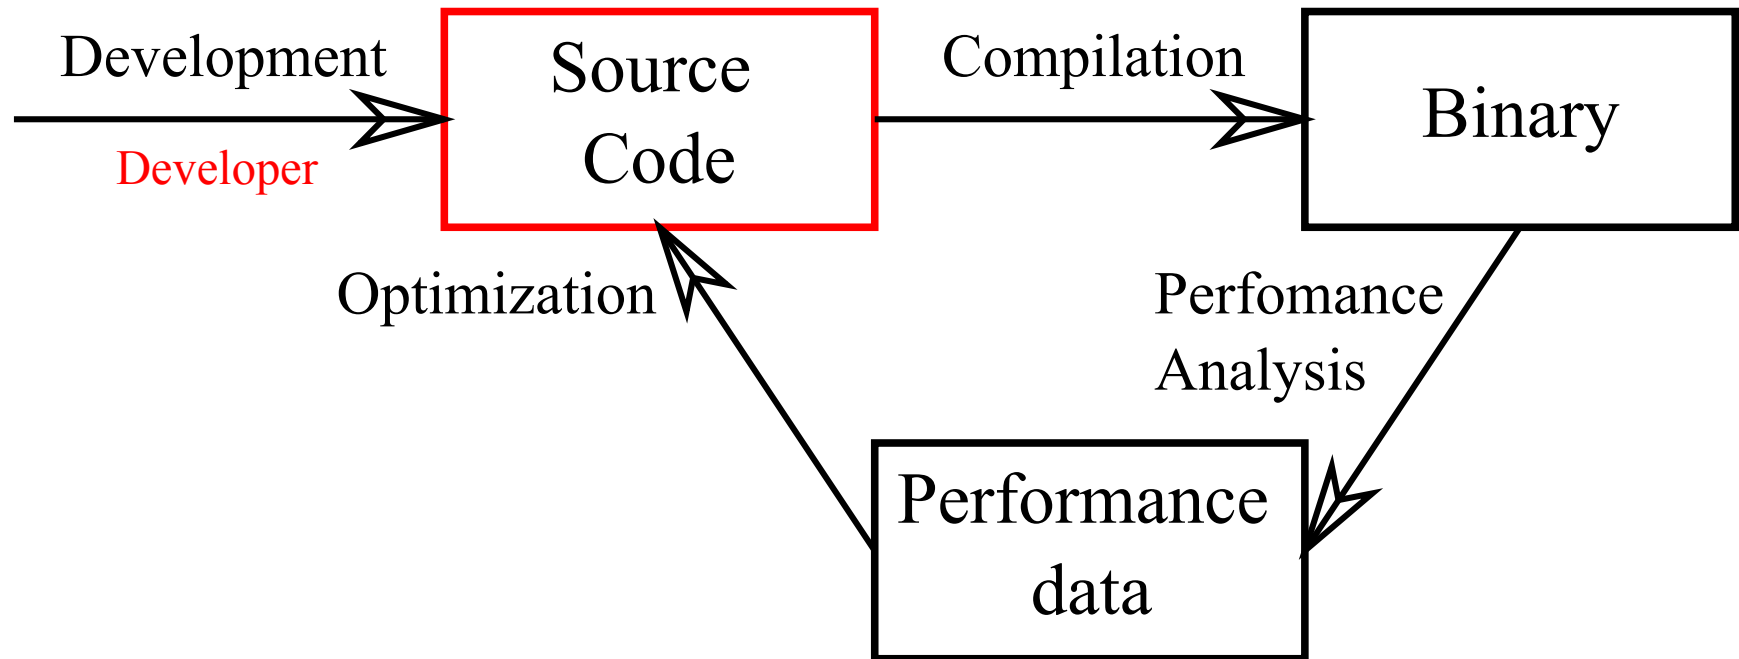 Development
Developer
Source
Code
Compilation
Binary
Optimization
Perfomance
Analysis
Performance
data